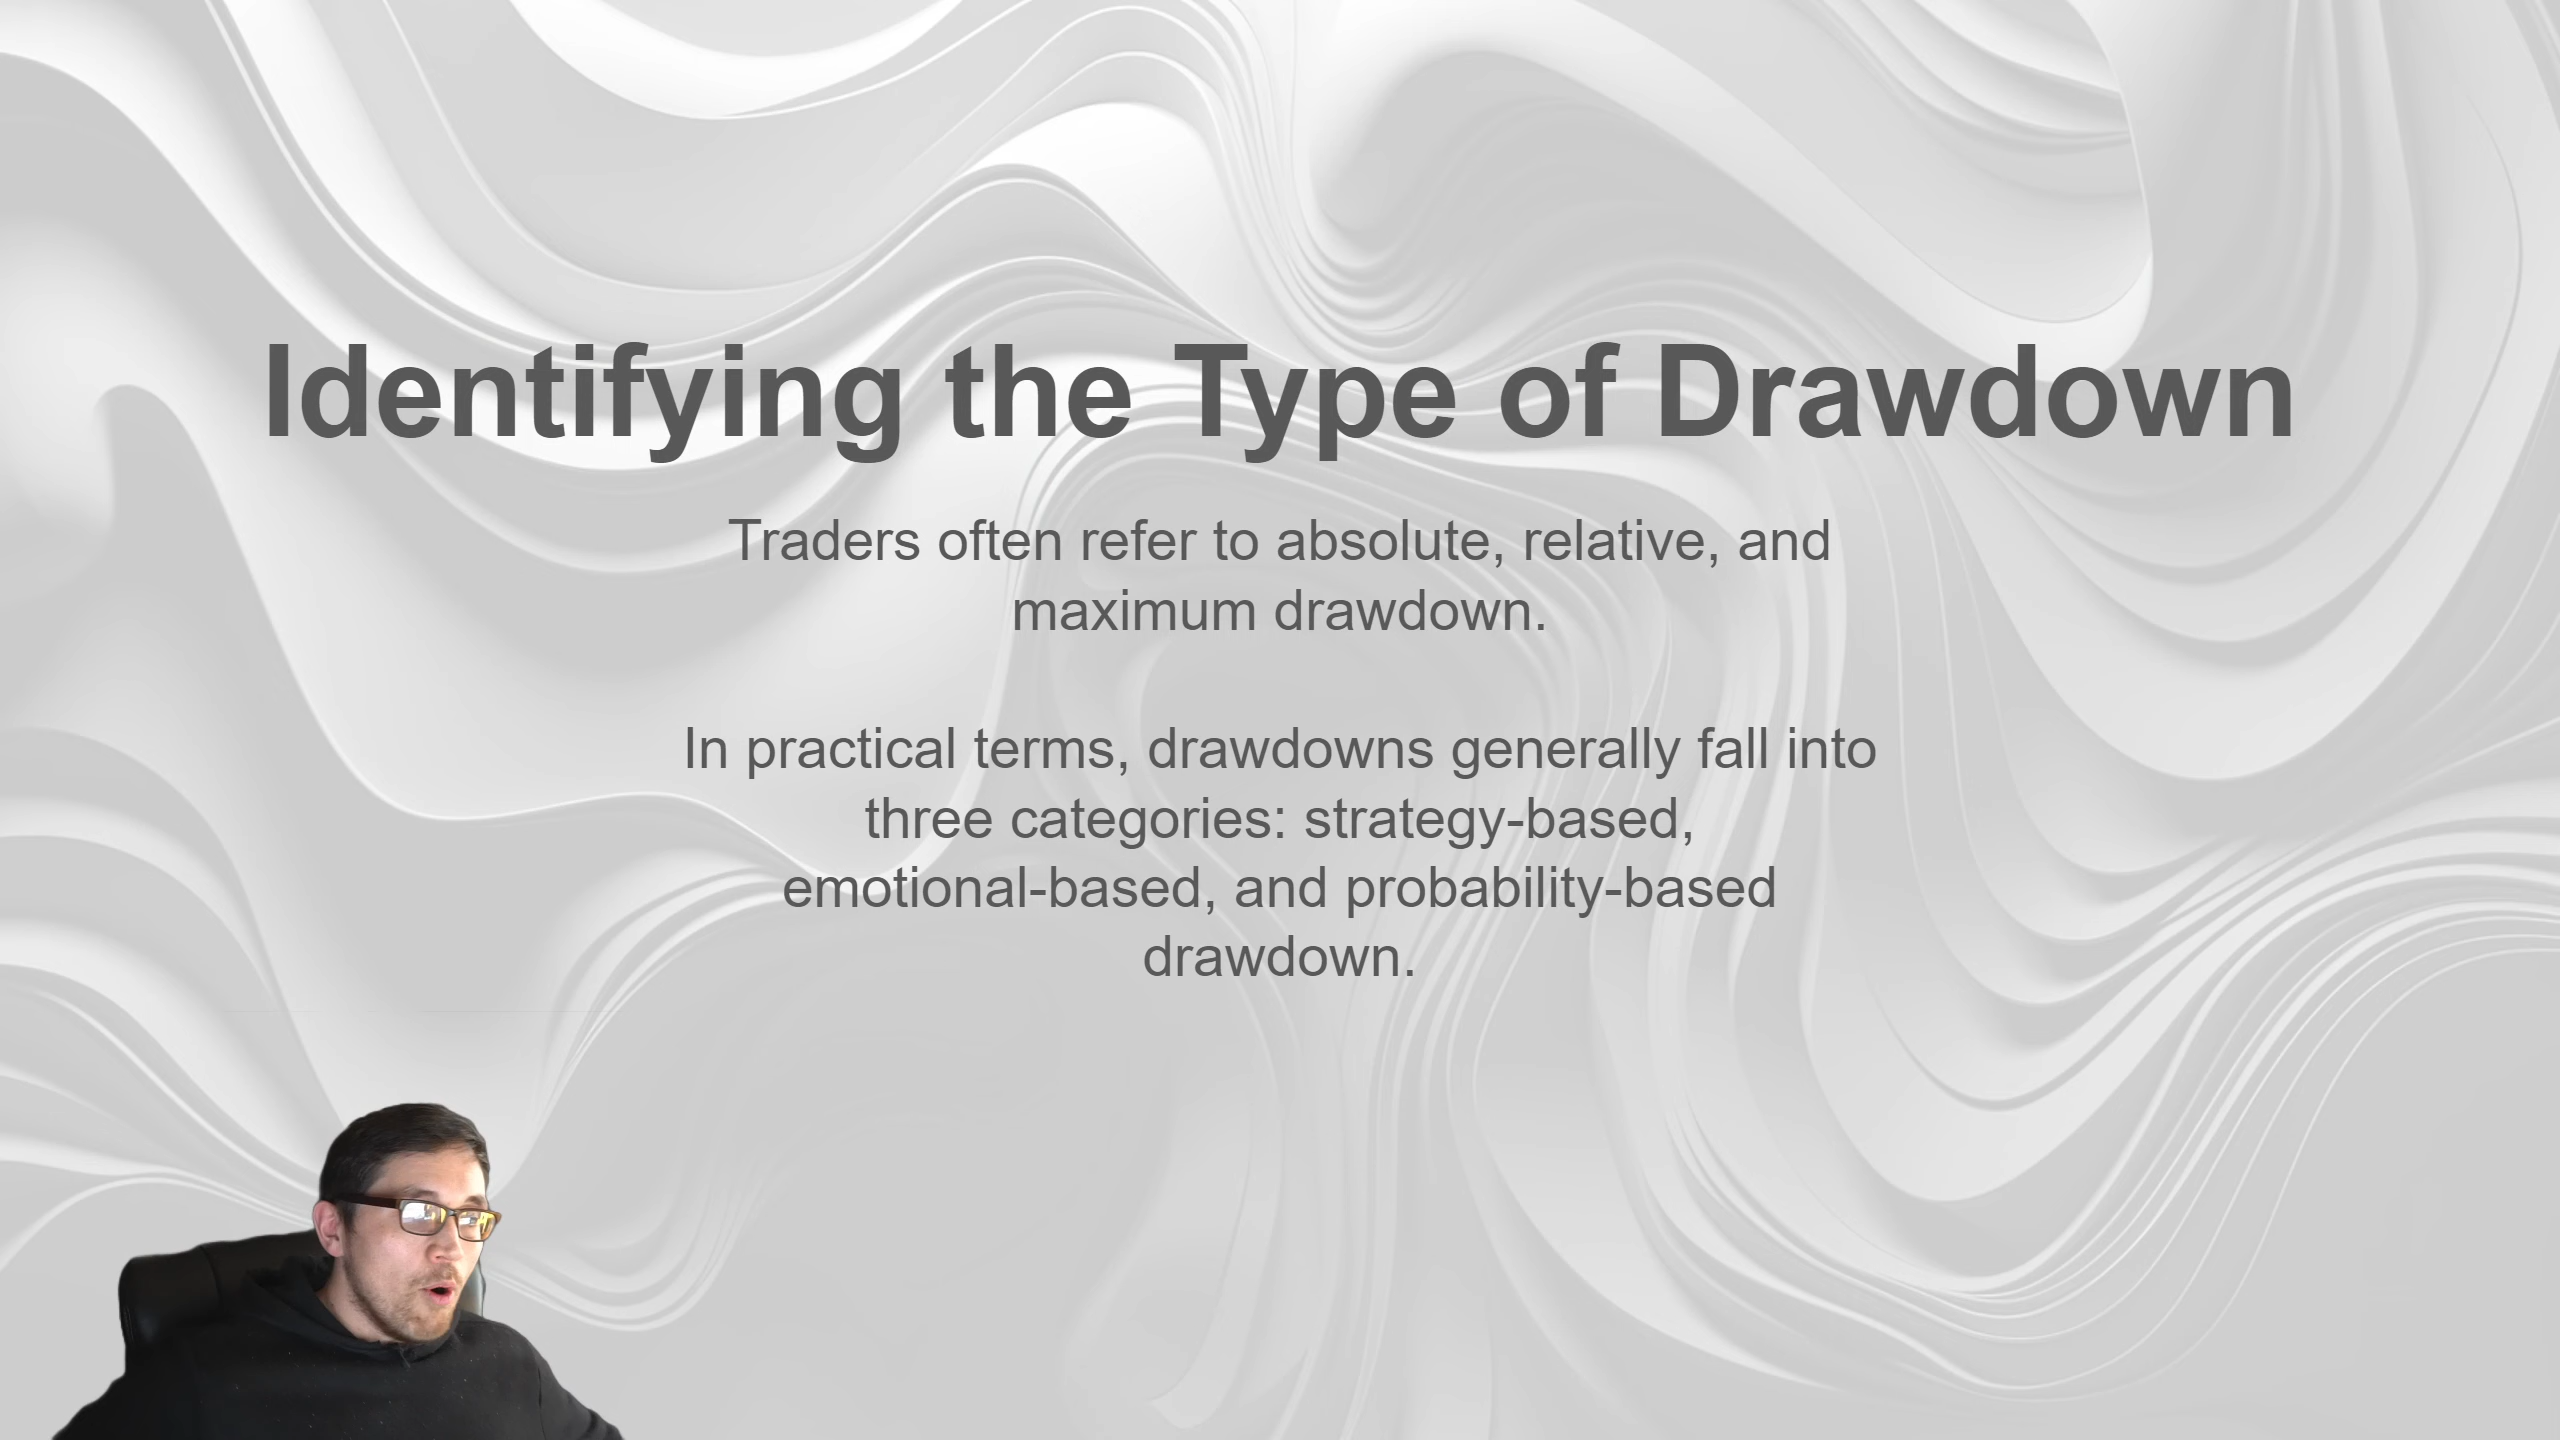 Identifying the Type of Drawdown
Traders often refer to absolute, relative, and
maximum drawdown.
In practical terms, drawdowns generally fall into
three categories: strategy-based,
emotional-based, and probability-based
drawdown.